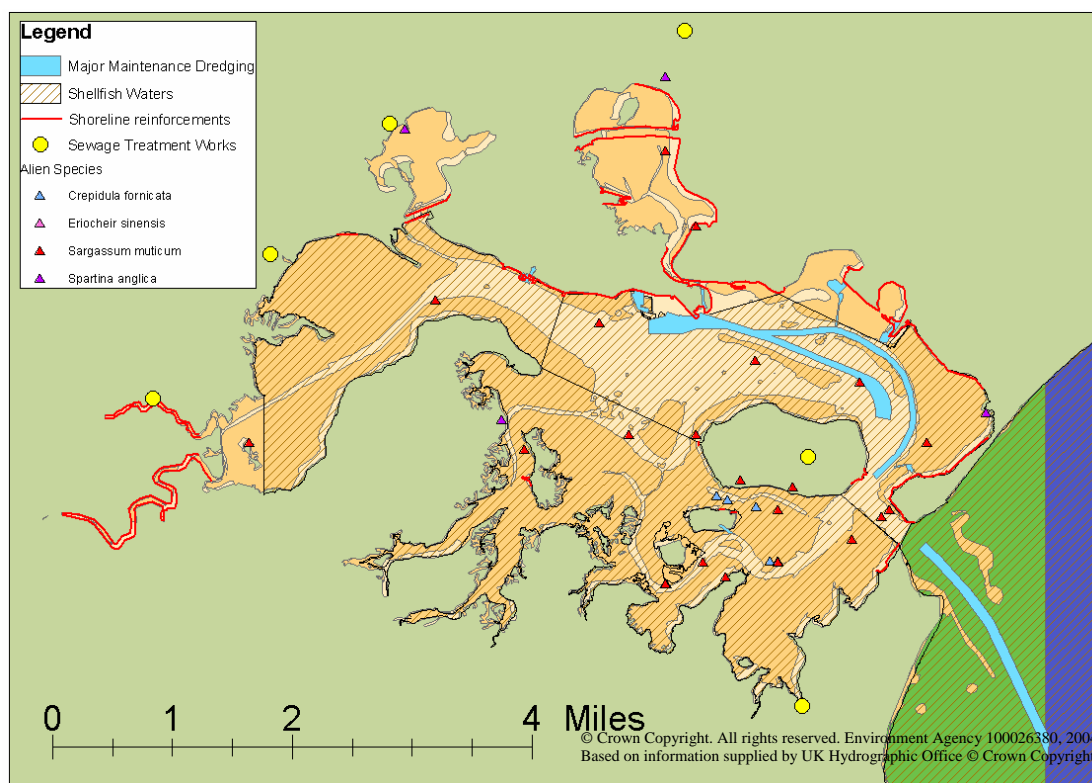 Legend
Major Maintenance Dredging
Shellfish Waters
Shoreline reinforcements
Sewage Treatment Works
Alien Species
Crepidula fornicata
Eriocheir sinensis
Sargassum muticum
Spartina anglica
0 1 2 4 Miles
© Crown Copyright. All rights reserved. Environment Agency 100026380, 2004
Based on information supplied by UK Hydrographic Office © Crown Copyright